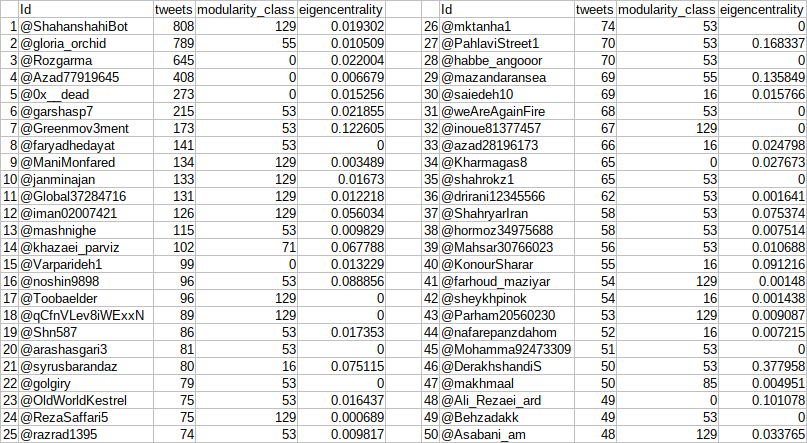 Id tweets modularity_class eigencentrality Id tweets modularity_class eigencentrality
1 @ShahanshahiBot 808 129 0.019302 26 @mktanha1 74 53 0
2 @gloria_orchid 789 55 0.010509 27 @PahlaviStreet1 70 53 0.168337
3 @Rozgarma 645 0 0.022004 28 @habbe_angooor 70 53 0
4 @Azad77919645 408 0 0.006679 29 @mazandaransea 69 55 0.135849
5 @0x__dead 273 0 0.015256 30 @saiedeh10 69 16 0.015766
6 @garshasp7 215 53 0.021855 31 @weAreAgainFire 68 53 0
7 @Greenmov3ment 173 53 0.122605 32 @inoue81377457 67 129 0
8 @faryadhedayat 141 53 0 33 @azad28196173 66 16 0.024798
9 @ManiMonfared 134 129 0.003489 34 @Kharmagas8 65 0 0.027673
10 @janminajan 133 129 0.01673 35 @shahrokz1 65 53 0
11 @Global37284716 131 129 0.012218 36 @drirani12345566 62 53 0.001641
12 @iman02007421 126 129 0.056034 37 @ShahryarIran 58 53 0.075374
13 @mashnighe 115 53 0.009829 38 @hormoz34975688 58 53 0.007514
14 @khazaei_parviz 102 71 0.067788 39 @Mahsar30766023 56 53 0.010688
15 @Varparideh1 99 0 0.013229 40 @KonourSharar 55 16 0.091216
16 @noshin9898 96 53 0.088856 41 @farhoud_maziyar 54 129 0.00148
17 @Toobaelder 96 129 0 42 @sheykhpinok 54 16 0.001438
18 @qCfnVLev8iWExxN 89 129 0 43 @Parham20560230 53 129 0.009087
19 @Shn587 86 53 0.017353 44 @nafarepanzdahom 52 16 0.007215
20 @arashasgari3 81 53 0 45 @Mohamma92473309 51 53 0
21 @syrusbarandaz 80 16 0.075115 46 @DerakhshandiS 50 53 0.377958
22 @golgiry 79 53 0 47 @makhmaal 50 85 0.004951
23 @OldWorldKestrel 75 53 0.016437 48 @Ali_Rezaei_ard 49 0 0.101078
24 @RezaSaffari5 75 129 0.000689 49 @Behzadakk 49 53 0
25 @razrad1395 74 53 0.009817 50 @Asabani_am 48 129 0.033765